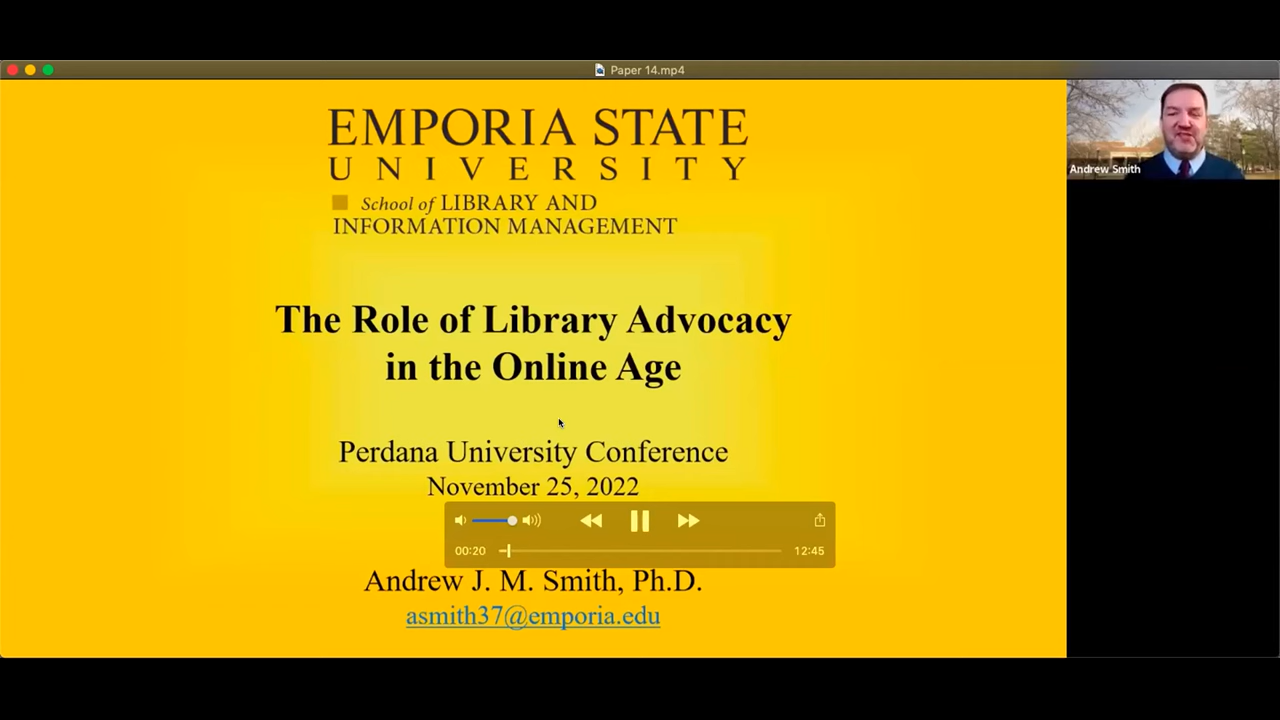 Paper 14.mp4
EMPORIA STATE
UNIVERSITY
School of LIBRARY AND
INFORMATION MANAGEMENT
Andrew Smith
The Role of Library Advocacy
in the Online Age
Perdana University Conference
November 25, 2022
00:20
12:45
Andrew J. M. Smith, Ph.D.
asmith37@emporia.edu